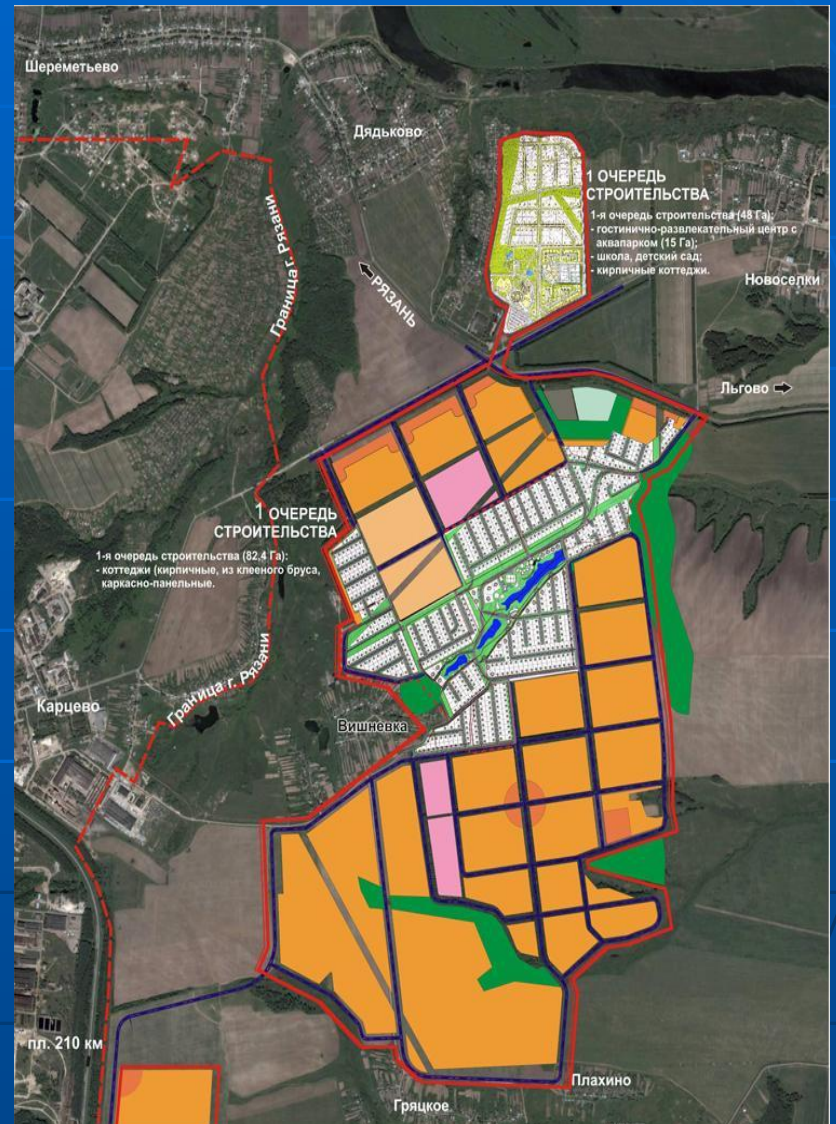 Шереметьево
Дядьково
1 ОЧЕРЕДЬ
СТРОИТЕЛЬСТВА
1-я очередь строительства (48 Га):
- гостинично-развлекательный центр с
аквапарком (15 Га);
- школа, детский сад;
- кирпичные коттеджи.
Граница г. Рязани
РЯЗАНЬ
Новоселки
Льгово
1 ОЧЕРЕДЬ
СТРОИТЕЛЬСТВА
1-я очередь строительства (82,4 Га):
- коттеджи (кирпичные, из клееного бруса,
каркасно-панельные.
Граница г. Рязани
Карцево
Вишневка
пл. 210 км
Плахино
Гряцкое